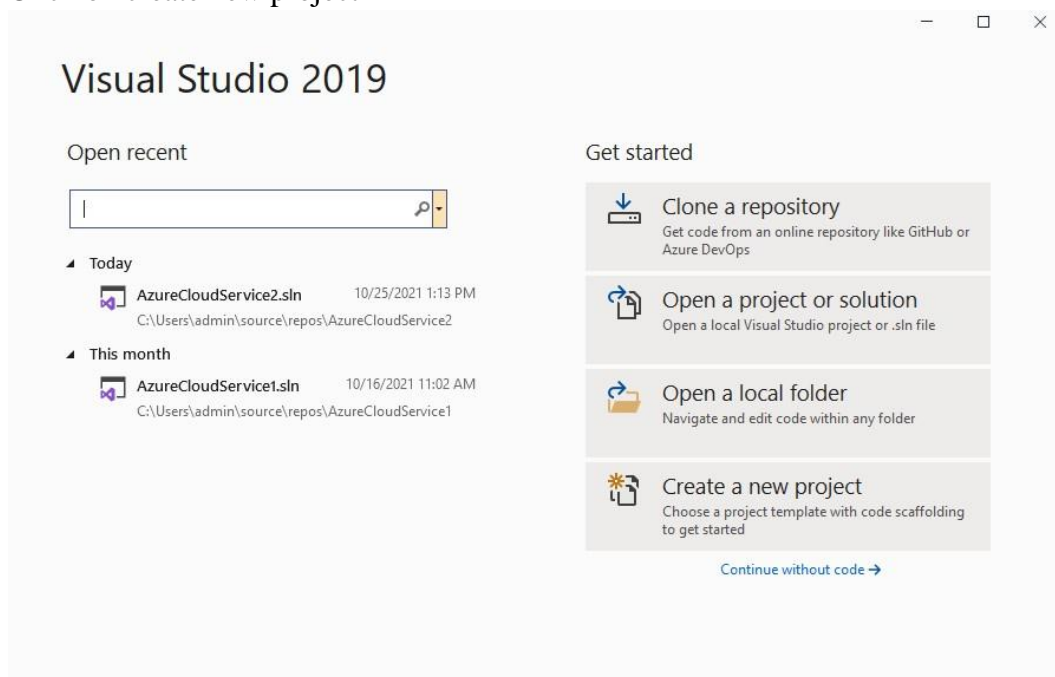 Visual Studio 2019
Open recent
Today
AzureCloudService2.sln 10/25/2021 1:13 PM
C:\Users\admin\source\repos\AzureCloudService2
This month
AzureCloudService1.sln 10/16/2021 11:02 AM
C:\Users\admin\source\repos\AzureCloudService1
Get started
Clone a repository
Get code from an online repository like GitHub or
Azure DevOps
Open a project or solution
Open a local Visual Studio project or .sln file
Open a local folder
Navigate and edit code within any folder
Create a new project
Choose a project template with code scaffolding
to get started
Continue without code →